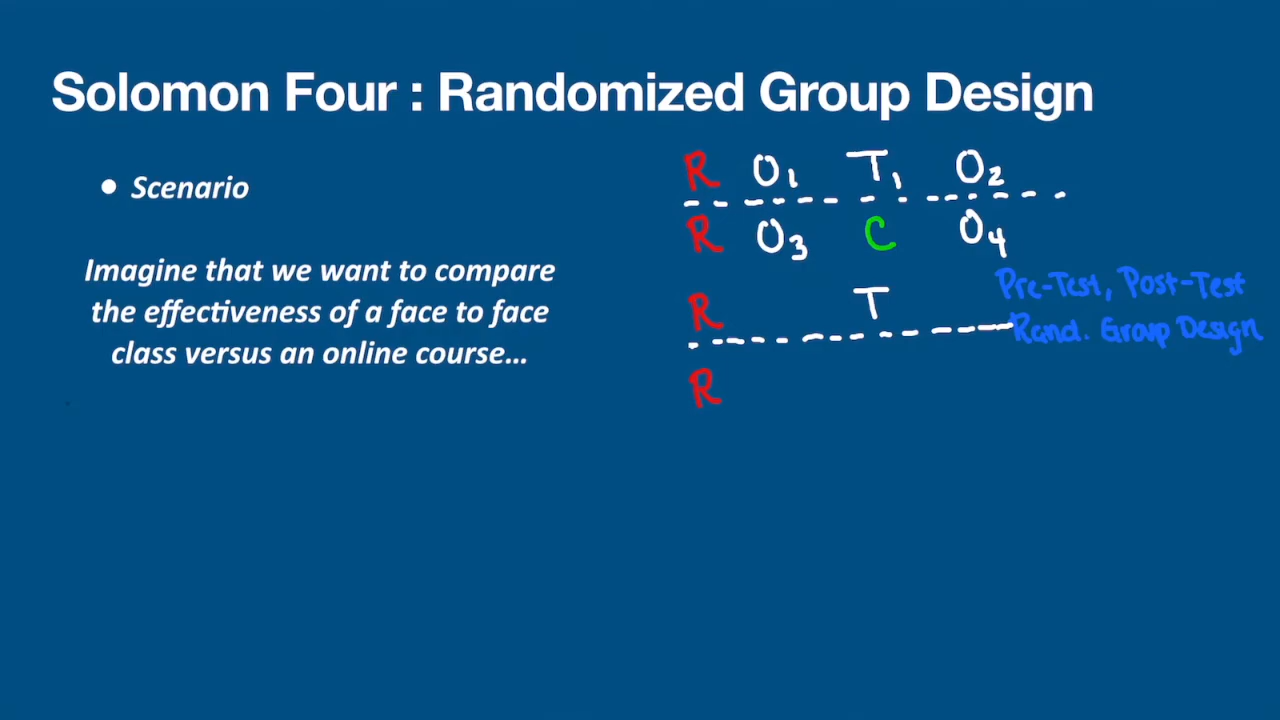 Solomon Four : Randomized Group Design
• Scenario
Imagine that we want to compare
the effectiveness of a face to face
class versus an online course...
R O1 T1 O2
R O3 C O4
Pre-Test, Post-Test
R T
Rand. Group Design
R